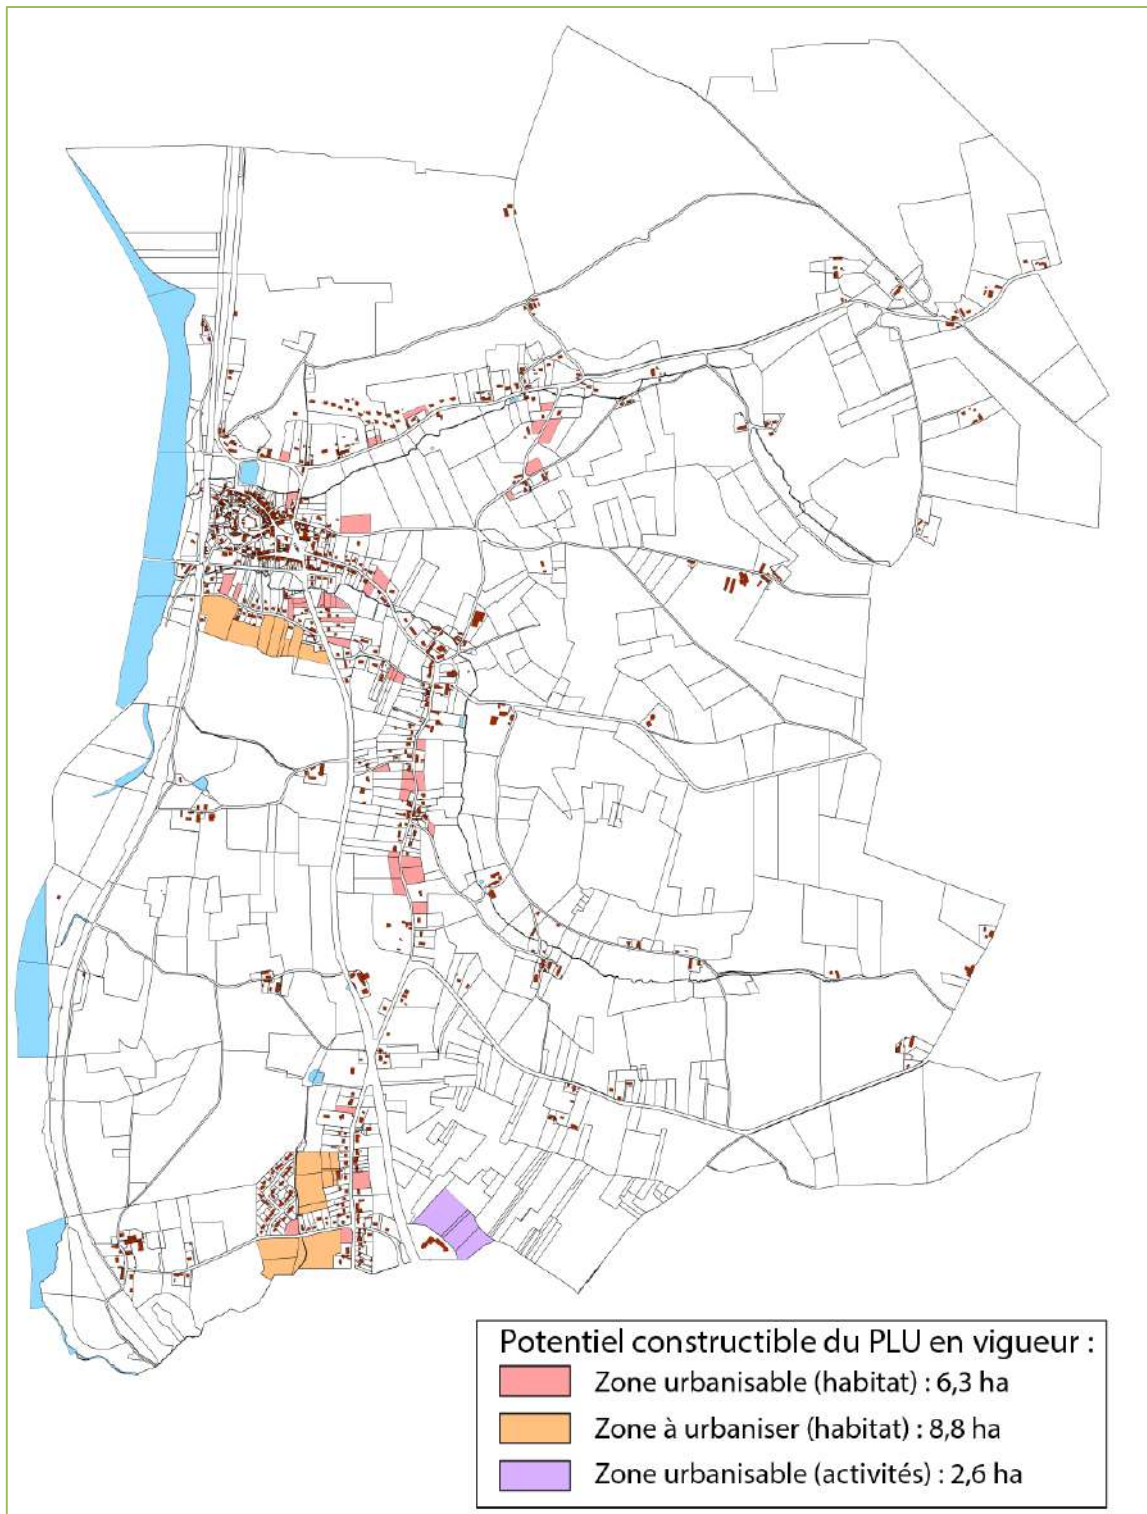 Potentiel constructible du PLU en vigueur :
Zone urbanisable (habitat) : 6,3 ha
Zone à urbaniser (habitat) : 8,8 ha
Zone urbanisable (activités) : 2,6 ha